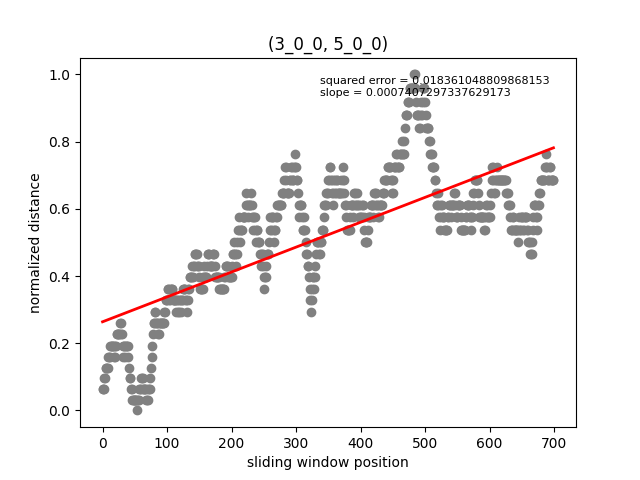 (3_0_0, 5_0_0)
squared error = 0.018361048809868153
slope = 0.0007407297337629173
normalized distance
1.0
0.8
0.6
0.4
0.2
0.0
0 100 200 300 400 500 600 700
sliding window position